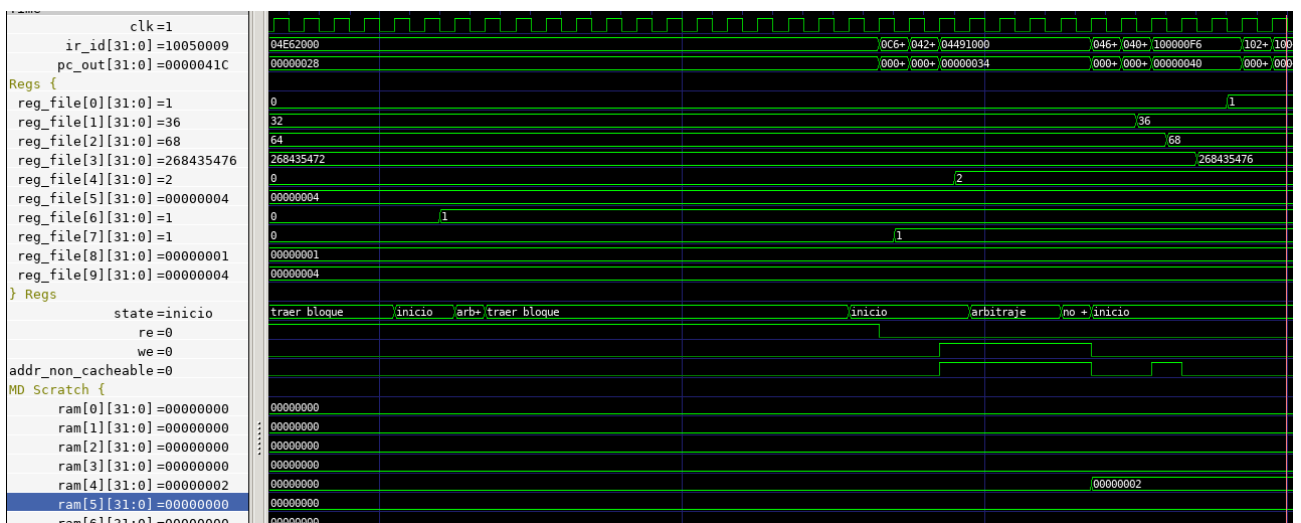 clk=1
ir_id[31:0]=10050009 04E62000 0C6+ 042+ 04491000 046+ 040+ 100000F6 102+ 100
pc_out[31:0]=0000041C 00000028 000+ 000+ 00000034 000+ 000+ 00000040 000+ 000
Regs {
reg_file[0][31:0]=1 0 1
reg_file[1][31:0]=36 32 36
reg_file[2][31:0]=68 64 68
reg_file[3][31:0]=268435476 268435472 268435476
reg_file[4][31:0]=2 0 2
reg_file[5][31:0]=00000004 00000004
reg_file[6][31:0]=1 0 1
reg_file[7][31:0]=1 0 1
reg_file[8][31:0]=00000001 00000001
reg_file[9][31:0]=00000004 00000004
} Regs
state=inicio traer bloque inicio arb+ traer bloque inicio arbitraje no + inicio
re=0
we=0
addr_non_cacheable=0
MD Scratch {
ram[0][31:0]=00000000 00000000
ram[1][31:0]=00000000 00000000
ram[2][31:0]=00000000 00000000
ram[3][31:0]=00000000 00000000
ram[4][31:0]=00000002 00000000 00000002
ram[5][31:0]=00000000 00000000